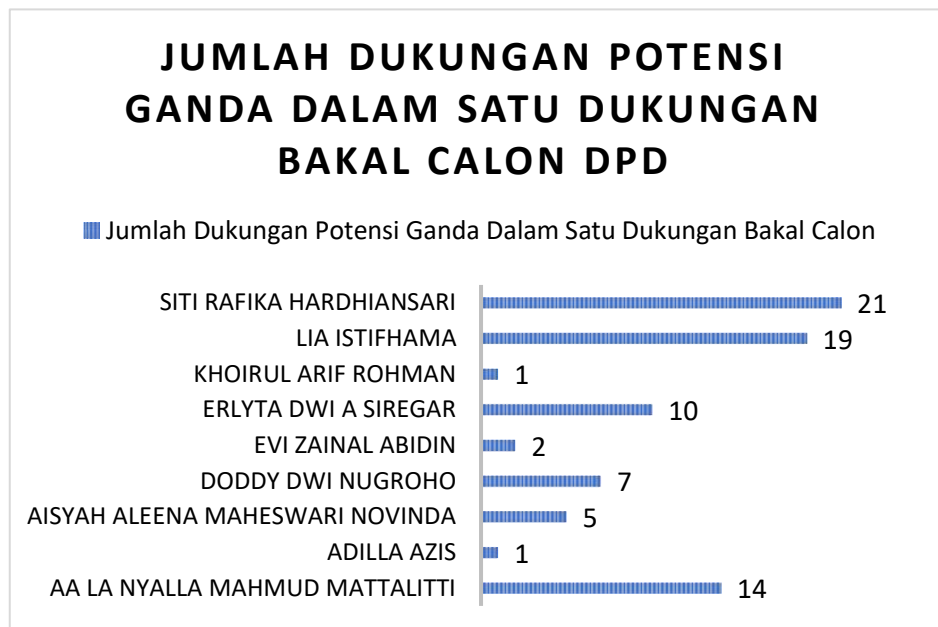 JUMLAH DUKUNGAN POTENSI
GANDA DALAM SATU DUKUNGAN
BAKAL CALON DPD
Jumlah Dukungan Potensi Ganda Dalam Satu Dukungan Bakal Calon
SITI RAFIKA HARDHIANSARI 21
LIA ISTIFHAMA 19
KHOIRUL ARIF ROHMAN 1
ERLYTA DWI A SIREGAR 10
EVI ZAINAL ABIDIN 2
DODDY DWI NUGROHO 7
AISYAH ALEENA MAHESWARI NOVINDA 5
ADILLA AZIS 1
AA LA NYALLA MAHMUD MATTALITTI 14